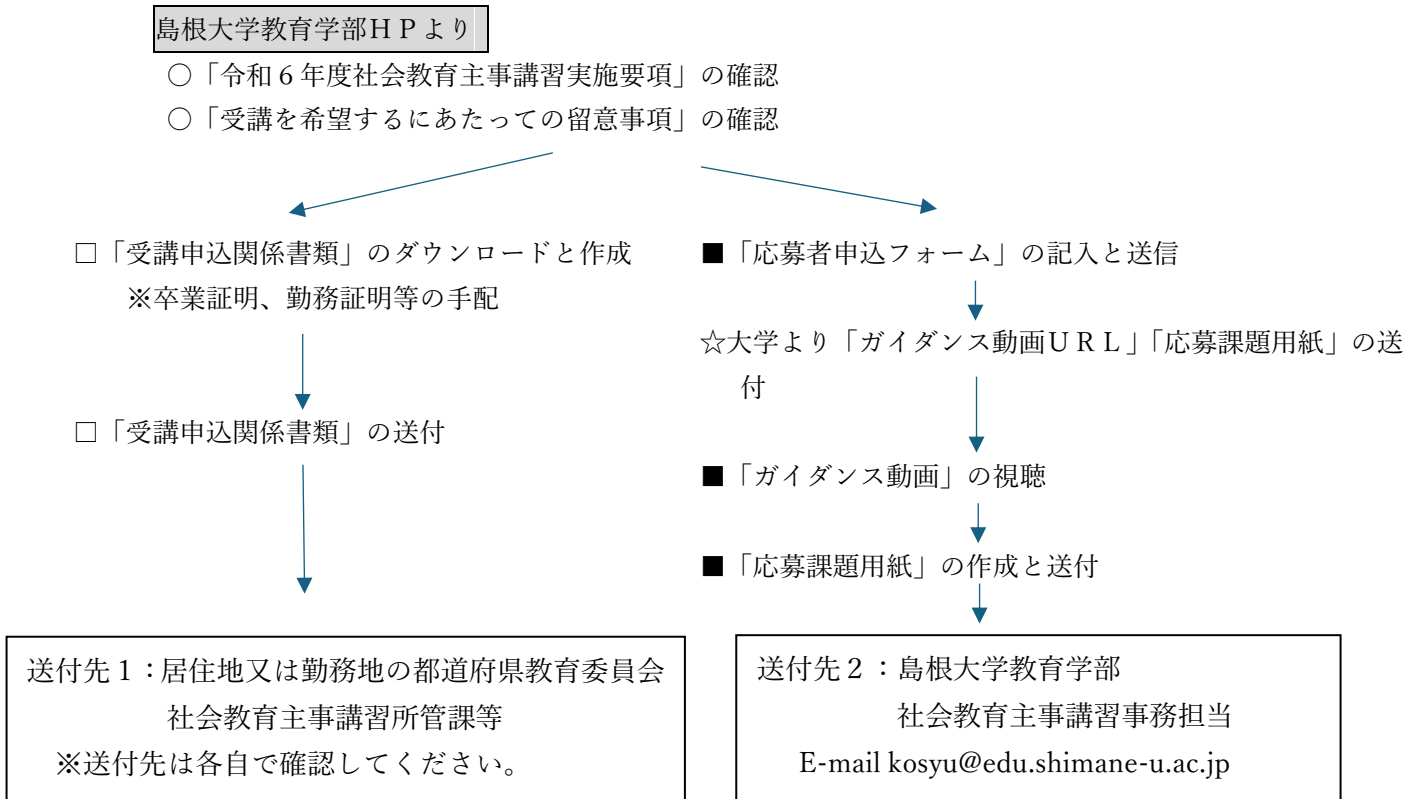 島根大学教育学部ＨＰより
○「令和６年度社会教育主事講習実施要項」の確認
○「受講を希望するにあたっての留意事項」の確認
□「受講申込関係書類」のダウンロードと作成
※卒業証明、勤務証明等の手配
□「受講申込関係書類」の送付
送付先１：居住地又は勤務地の都道府県教育委員会
社会教育主事講習所管課等
※送付先は各自で確認してください。
■「応募者申込フォーム」の記入と送信
☆大学より「ガイダンス動画ＵＲＬ」「応募課題用紙」の送
付
■「ガイダンス動画」の視聴
■「応募課題用紙」の作成と送付
送付先２：島根大学教育学部
社会教育主事講習事務担当
E-mail kosyu@edu.shimane-u.ac.jp